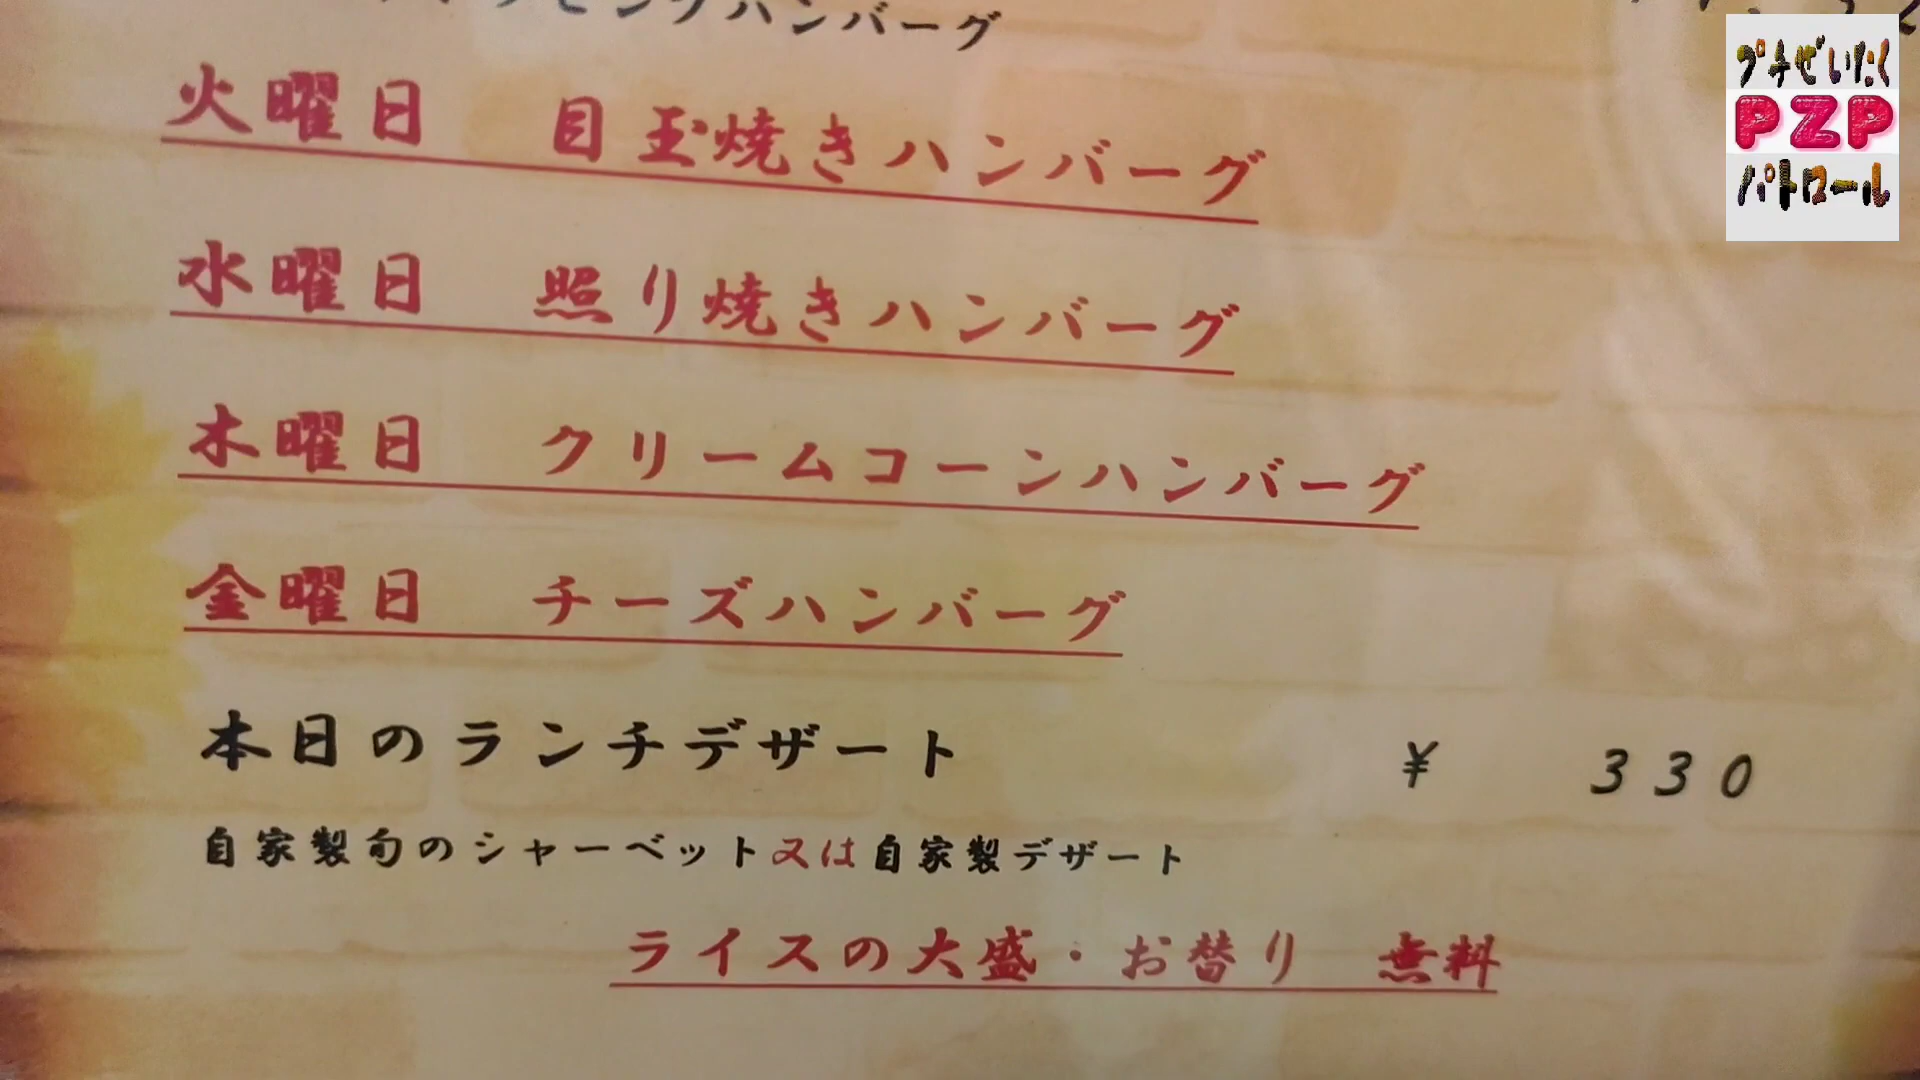 ハンバーグ
火曜日 目玉焼きハンバーグ
水曜日 照り焼きハンバーグ
木曜日 クリームコーンハンバーグ
金曜日 チーズハンバーグ
本日のランチデザート ¥ 330
自家製旬のシャーベット又は自家製デザート
ライスの大盛・お替り 無料
プチぜいたく
PZP
パトロール